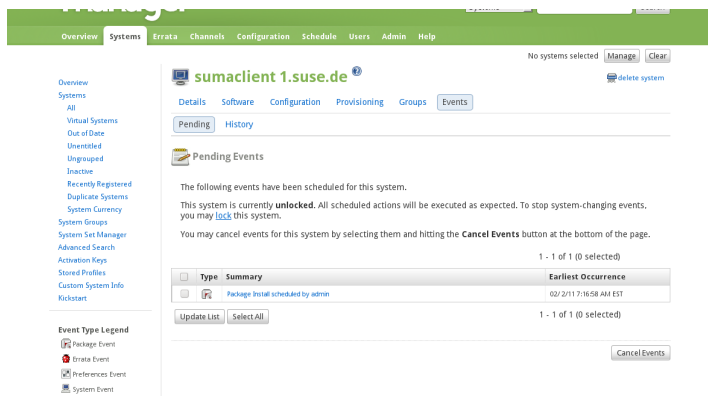 Overview Systems Errata Channels Configuration Schedule Users Admin Help
No systems selected Manage Clear
sumaclient 1.suse.de
delete system
Details Software Configuration Provisioning Groups Events
Pending History
Overview
Systems
All
Virtual Systems
Out of Date
Unentitled
Ungrouped
Inactive
Recently Registered
Duplicate Systems
System Currency
System Groups
System Set Manager
Advanced Search
Activation Keys
Stored Profiles
Custom System Info
Kickstart
Event Type Legend
Package Event
Errata Event
Preferences Event
System Event
Pending Events
The following events have been scheduled for this system.
This system is currently unlocked. All scheduled actions will be executed as expected. To stop system-changing events,
you may lock this system.
You may cancel events for this system by selecting them and hitting the Cancel Events button at the bottom of the page.
1 - 1 of 1 (0 selected)
Type Summary Earliest Occurrence
Package Install scheduled by admin 02/ 2/11 7:16:58 AM EST
Update List Select All 1 - 1 of 1 (0 selected)
Cancel Events